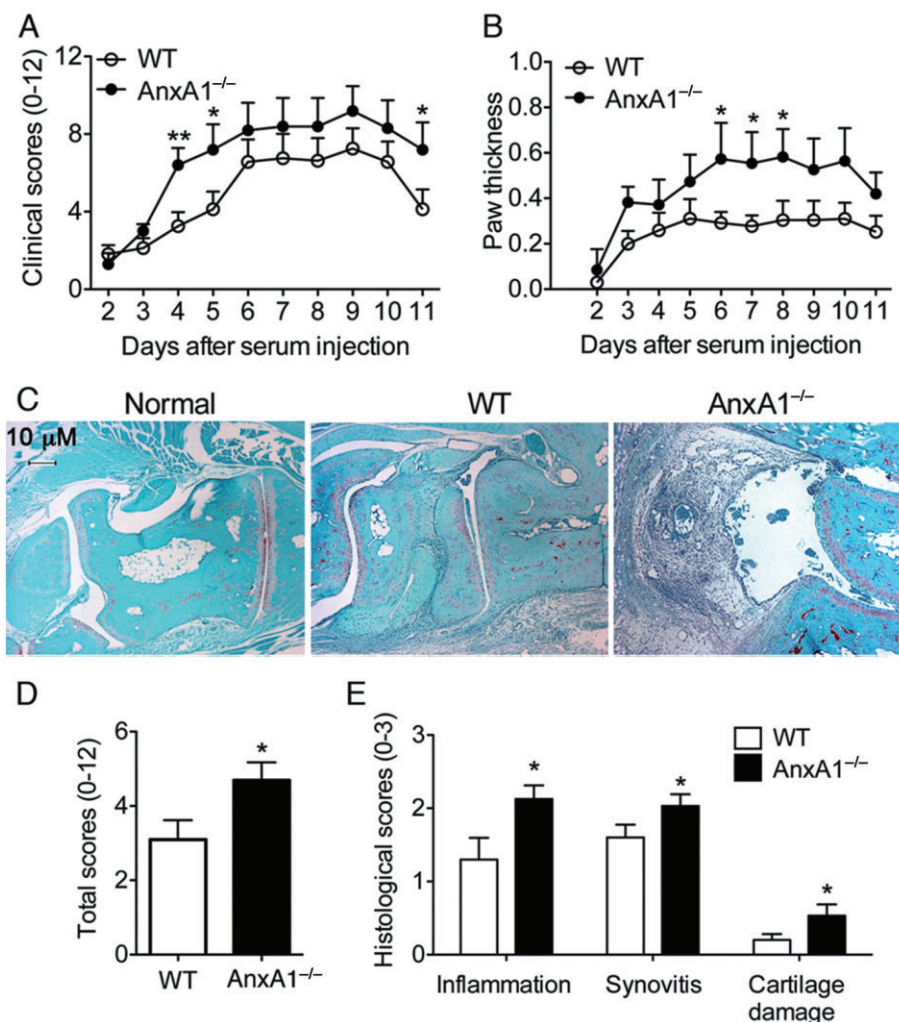 A
Clinical scores (0-12)
12
8
4
0
WT
AnxA1−/−
**
*
*
2 3 4 5 6 7 8 9 10 11
Days after serum injection
B
Paw thickness
1.0
0.8
0.6
0.4
0.2
0.0
WT
AnxA1−/−
* * *
2 3 4 5 6 7 8 9 10 11
Days after serum injection
C
Normal
WT
AnxA1−/−
10 µM
D
Total scores (0-12)
6
4
2
0
*
WT AnxA1−/−
E
Histological scores (0-3)
3
2
1
0
WT
AnxA1−/−
*
*
*
Inflammation Synovitis Cartilage
damage